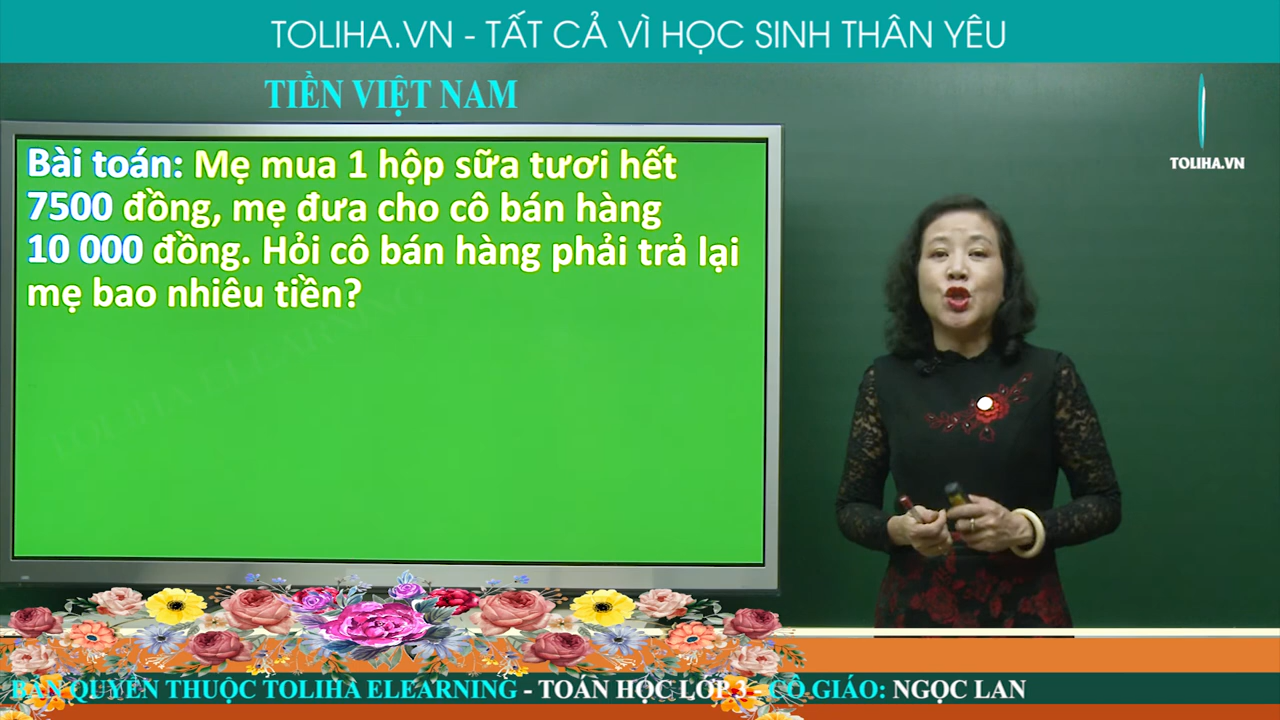 TOLIHA.VN - TẤT CẢ VÌ HỌC SINH THÂN YÊU
TIỀN VIỆT NAM
TOLIHA.VN
Bài toán: Mẹ mua 1 hộp sữa tươi hết
7500 đồng, mẹ đưa cho cô bán hàng
10 000 đồng. Hỏi cô bán hàng phải trả lại
mẹ bao nhiêu tiền?
TOLIHA ELEARNING
BẢN QUYỀN THUỘC TOLIHA ELEARNING - TOÁN HỌC LỚP 3 - CÔ GIÁO: NGỌC LAN